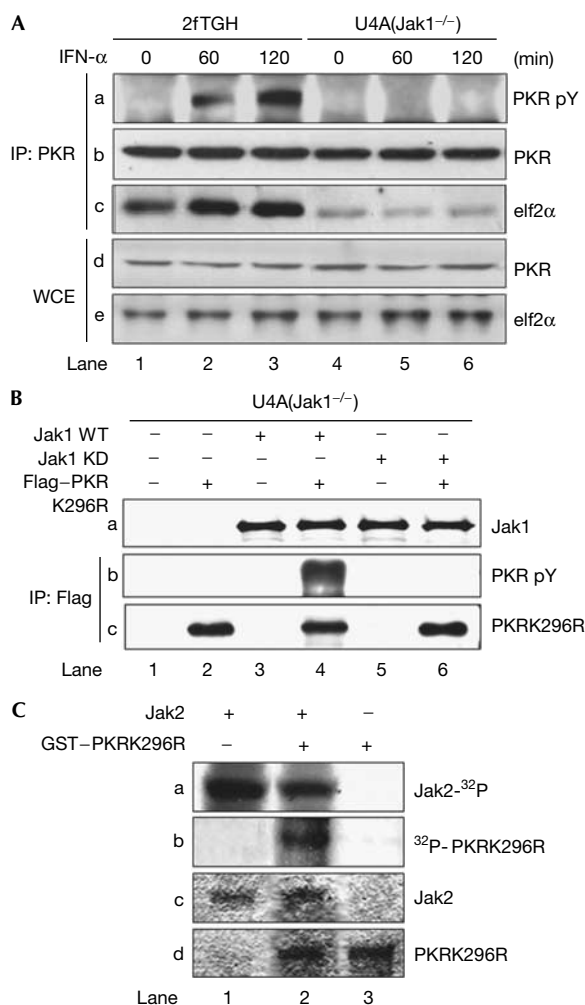 A
2fTGH U4A(Jak1–/–)
IFN-α 0 60 120 0 60 120 (min)
a PKR pY
IP: PKR b PKR
c elf2α
d PKR
WCE
e elf2α
Lane 1 2 3 4 5 6
B
U4A(Jak1–/–)
Jak1 WT – – + + – –
Jak1 KD – – – – + +
Flag–PKR – + – + – +
K296R
a Jak1
b PKR pY
IP: Flag
c PKRK296R
Lane 1 2 3 4 5 6
C
Jak2 + + –
GST–PKRK296R – + +
a Jak2-32P
b 32P-PKRK296R
c Jak2
d PKRK296R
Lane 1 2 3